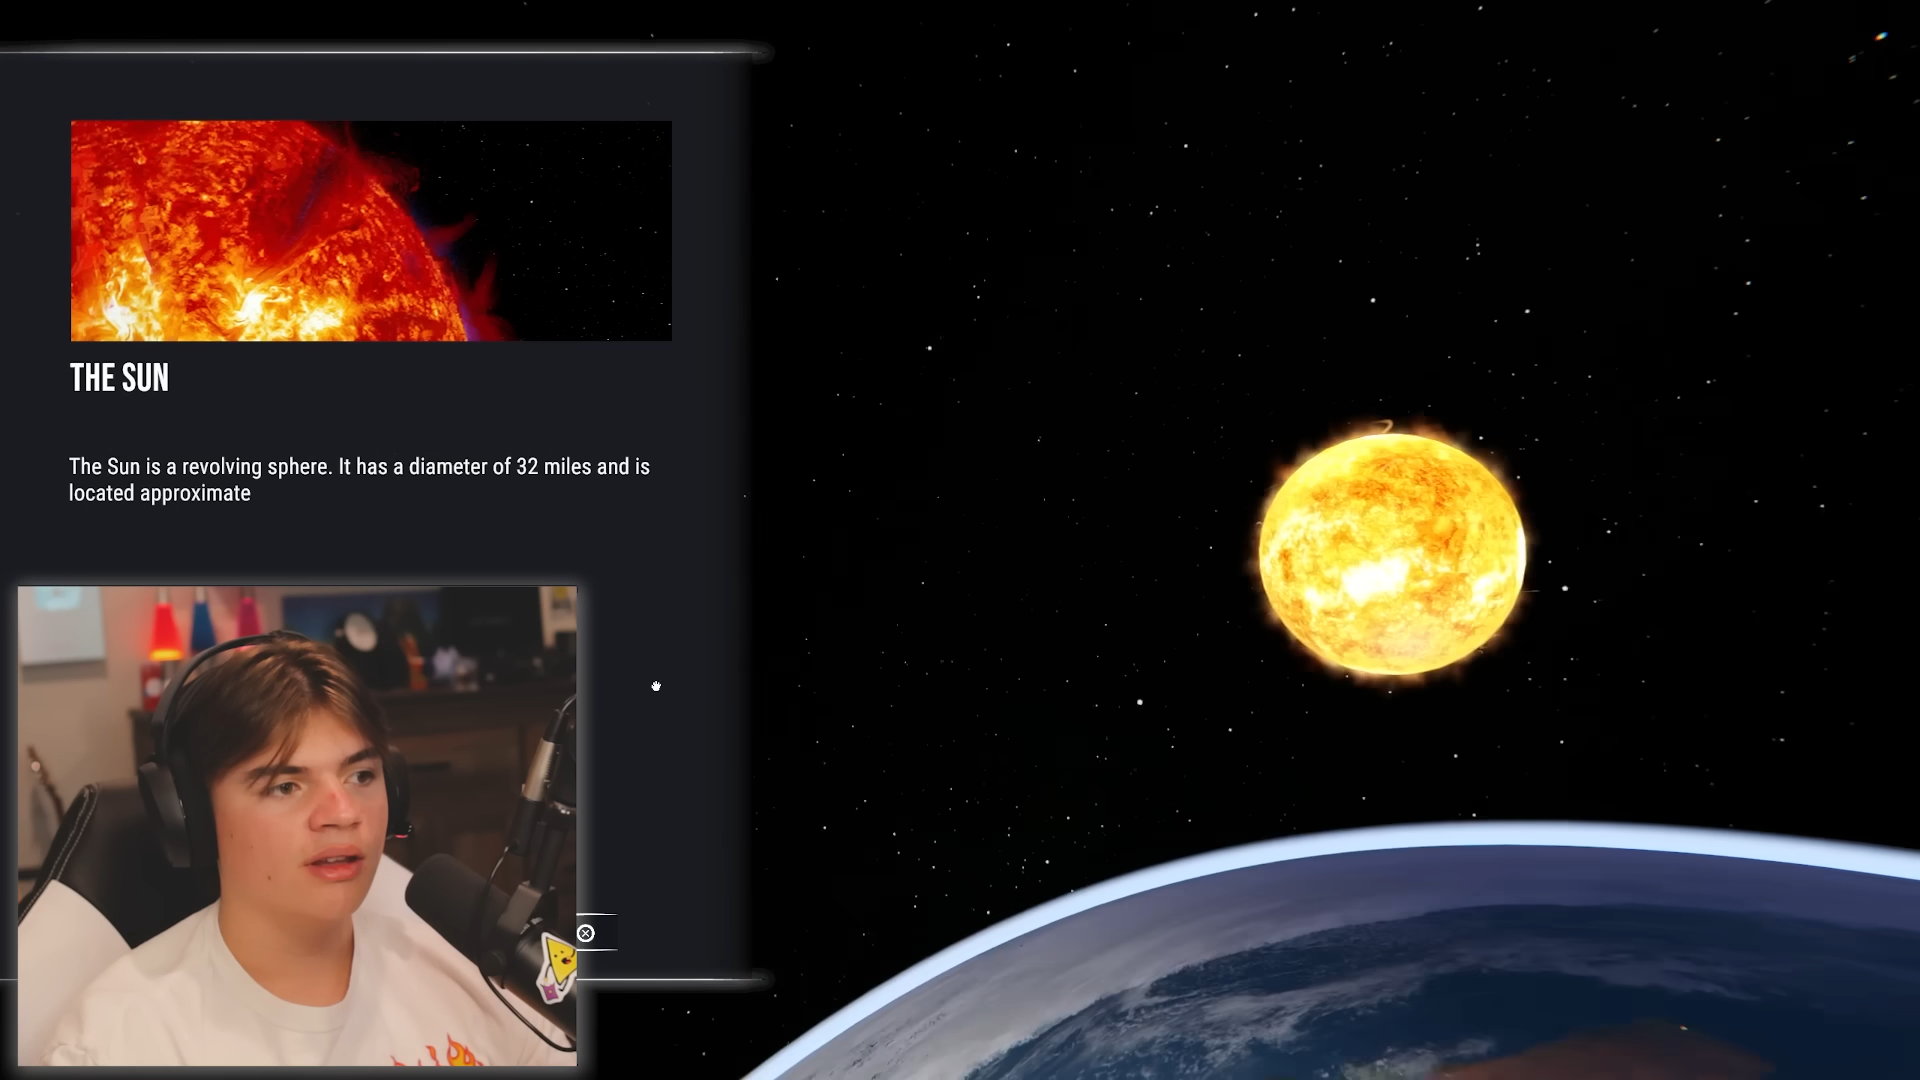 THE SUN
The Sun is a revolving sphere. It has a diameter of 32 miles and is
located approximate